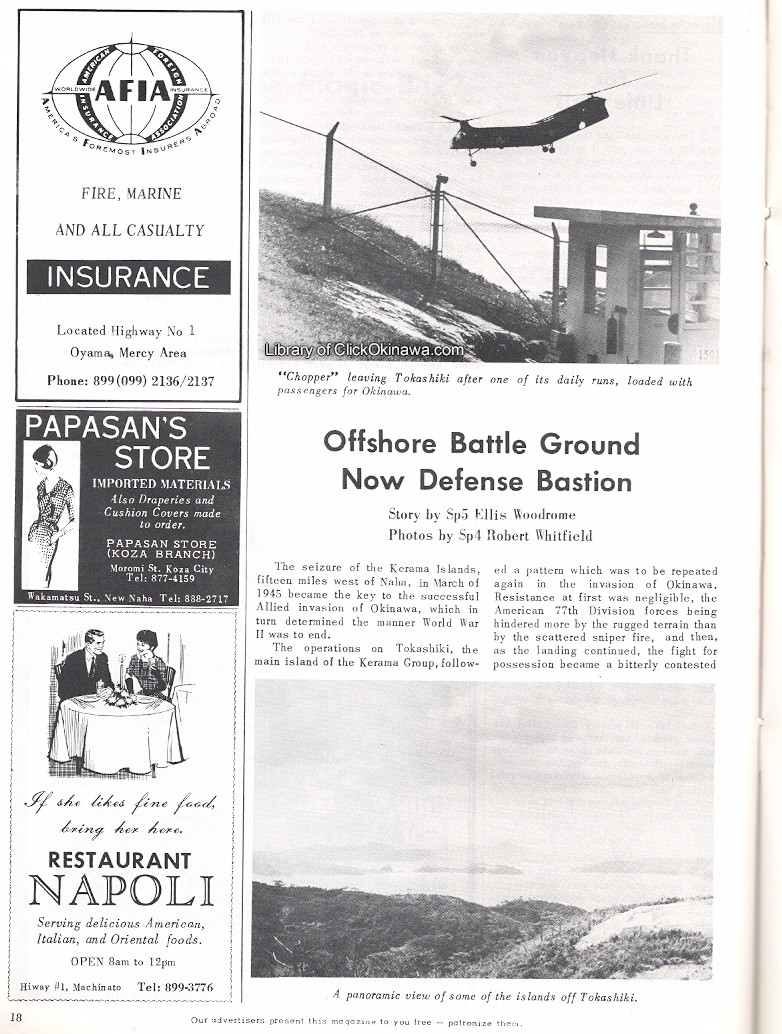 AMERICAN FOREIGN
WORLDWIDE AFIA INSURANCE
INSURANCE ASSOCIATION
AMERICA'S FOREMOST INSURERS ABROAD
FIRE, MARINE
AND ALL CASUALTY
INSURANCE
Located Highway No 1
Oyama, Mercy Area
Phone: 899(099) 2136/2137
PAPASAN'S
STORE
IMPORTED MATERIALS
Also Draperies and
Cushion Covers made
to order.
PAPASAN STORE
(KOZA BRANCH)
Moromi St. Koza City
Tel: 877-4159
Wakamatsu St., New Naha Tel: 888-2717
If she likes fine food,
bring her here.
RESTAURANT
NAPOLI
Serving delicious American,
Italian, and Oriental foods.
OPEN 8am to 12pm
Hiway #1, Machinato Tel: 899-3776
18
Library of ClickOkinawa.com
150
"Chopper" leaving Tokashiki after one of its daily runs, loaded with
passengers for Okinawa.
Offshore Battle Ground
Now Defense Bastion
Story by Sp5 Ellis Woodrome
Photos by Sp4 Robert Whitfield
The seizure of the Kerama Islands,
fifteen miles west of Naha, in March of
1945 became the key to the successful
Allied invasion of Okinawa, which in
turn determined the manner World War
II was to end.
The operations on Tokashiki, the
main island of the Kerama Group, follow-
ed a pattern which was to be repeated
again in the invasion of Okinawa.
Resistance at first was negligible, the
American 77th Division forces being
hindered more by the rugged terrain than
by the scattered sniper fire, and then,
as the landing continued, the fight for
possession became a bitterly contested
A panoramic view of some of the islands off Tokashiki.
Our advertisers present this magazine to you free — patronize them.